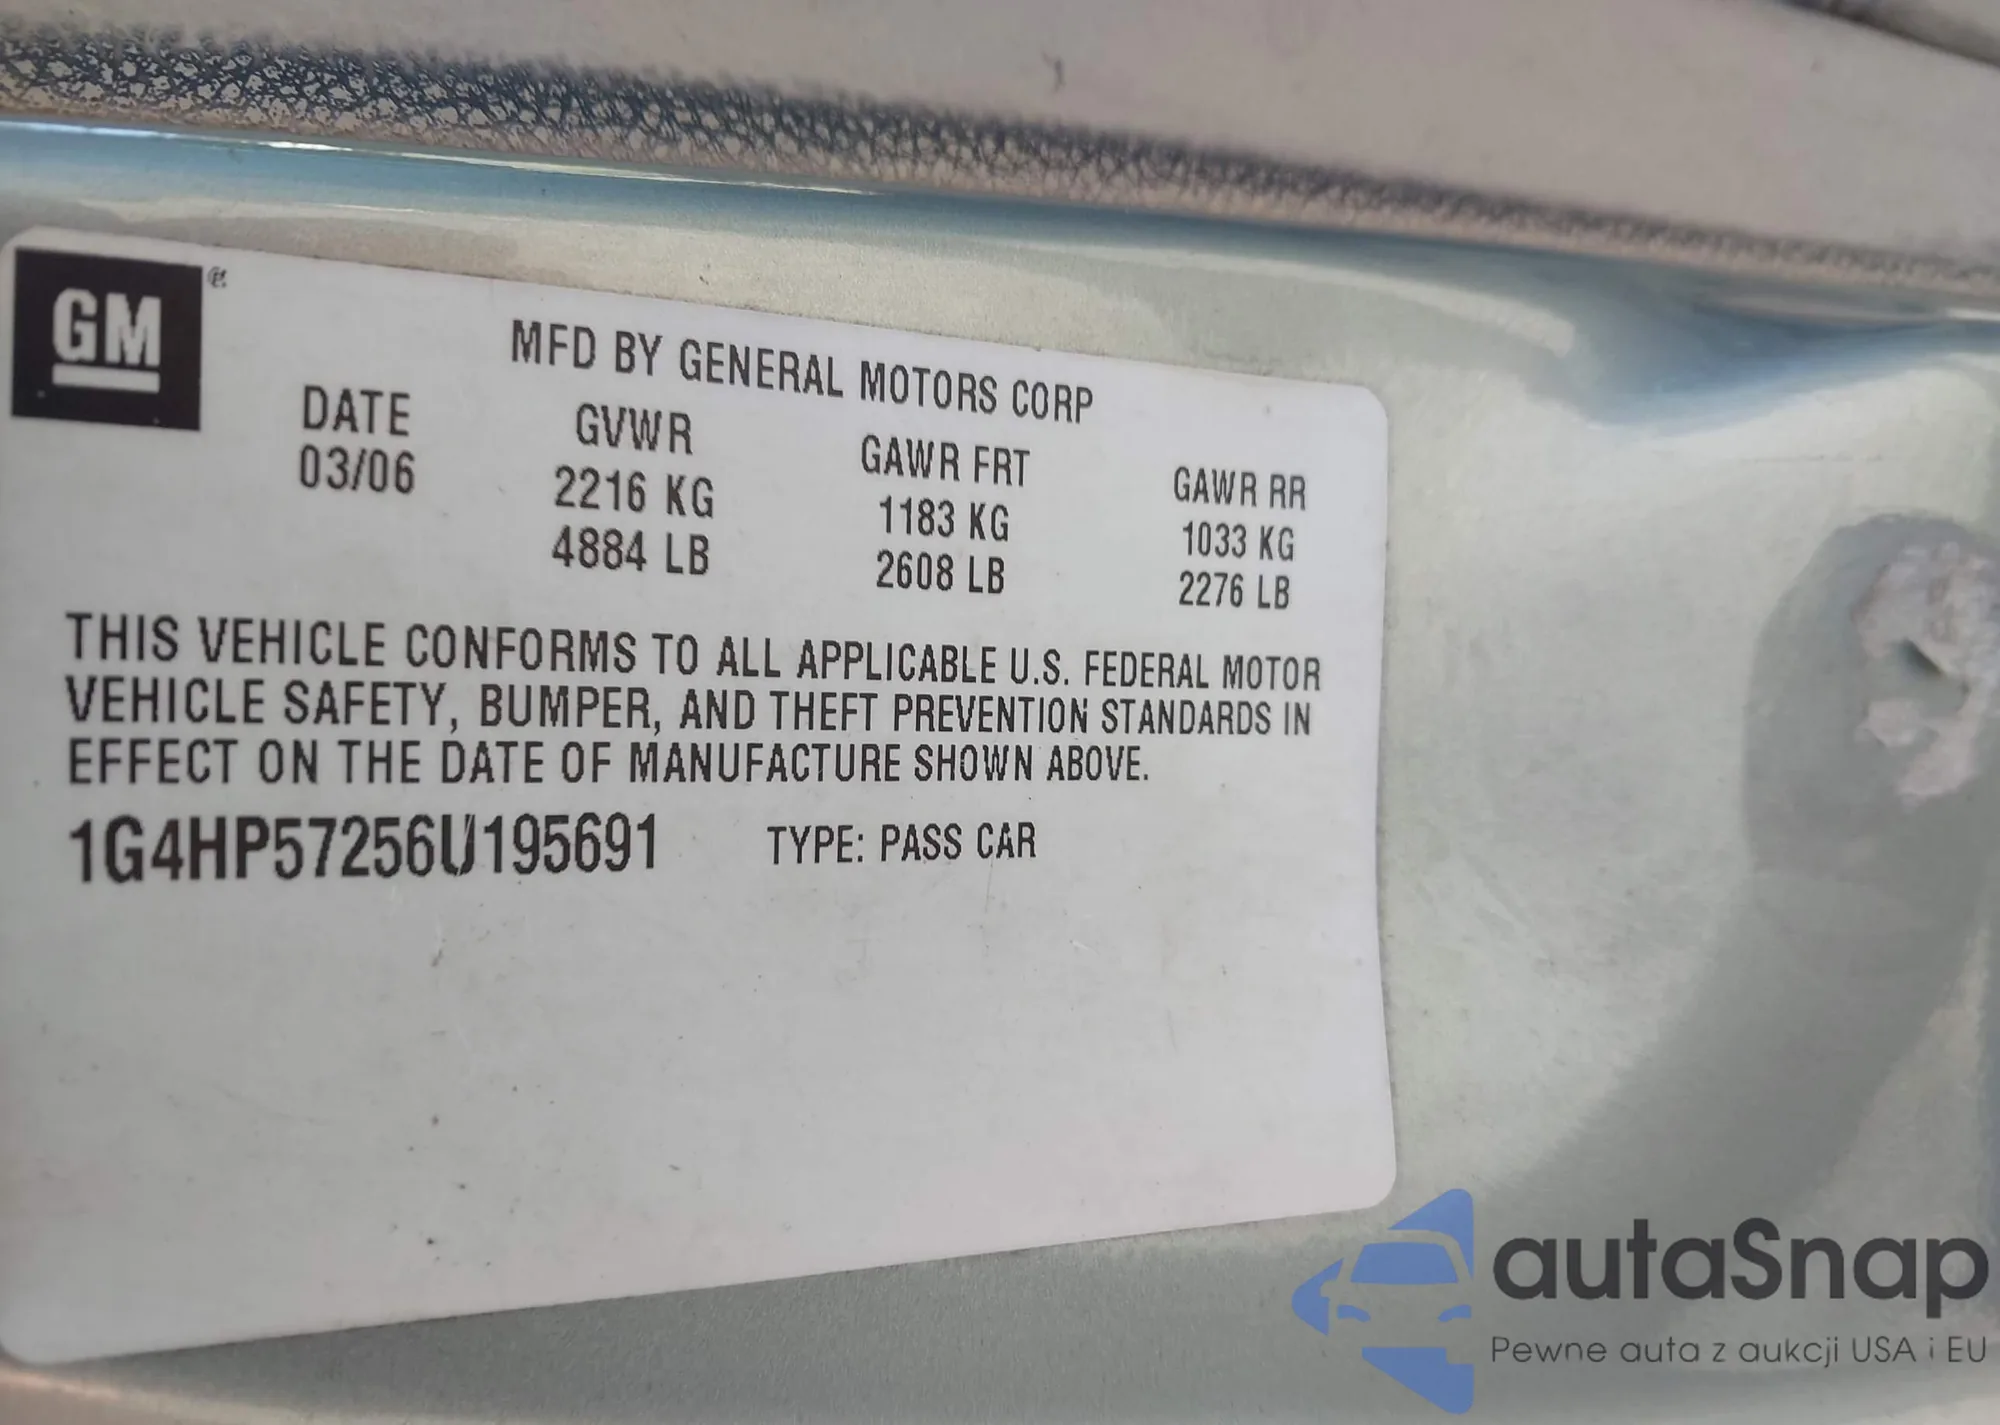 GM
MFD BY GENERAL MOTORS CORP
DATE GVWR GAWR FRT GAWR RR
03/06 2216 KG 1183 KG 1033 KG
4884 LB 2608 LB 2276 LB
THIS VEHICLE CONFORMS TO ALL APPLICABLE U.S. FEDERAL MOTOR
VEHICLE SAFETY, BUMPER, AND THEFT PREVENTION STANDARDS IN
EFFECT ON THE DATE OF MANUFACTURE SHOWN ABOVE.
1G4HP57256U195691 TYPE: PASS CAR
autaSnap
Pewne auta z aukcji USA i EU